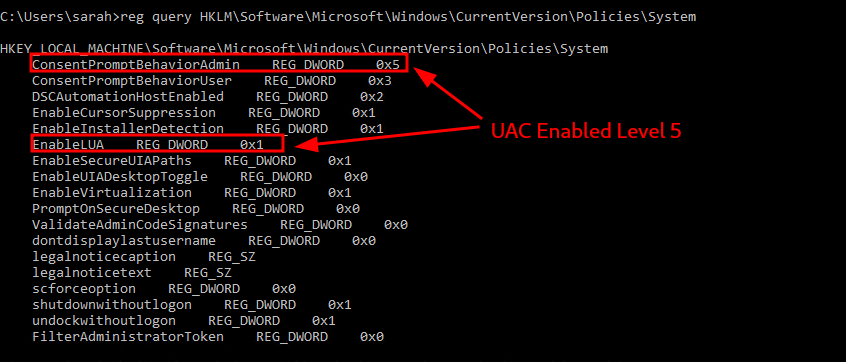 C:\Users\sarah>reg query HKLM\Software\Microsoft\Windows\CurrentVersion\Policies\System
HKEY_LOCAL_MACHINE\Software\Microsoft\Windows\CurrentVersion\Policies\System
ConsentPromptBehaviorAdmin    REG_DWORD    0x5
ConsentPromptBehaviorUser    REG_DWORD    0x3
DSCAutomationHostEnabled    REG_DWORD    0x2
EnableCursorSuppression    REG_DWORD    0x1
EnableInstallerDetection    REG_DWORD    0x1
UAC Enabled Level 5
EnableLUA    REG_DWORD    0x1
EnableSecureUIAPaths    REG_DWORD    0x1
EnableUIADesktopToggle    REG_DWORD    0x0
EnableVirtualization    REG_DWORD    0x1
PromptOnSecureDesktop    REG_DWORD    0x0
ValidateAdminCodeSignatures    REG_DWORD    0x0
dontdisplaylastusername    REG_DWORD    0x0
legalnoticecaption    REG_SZ
legalnoticetext    REG_SZ
scforceoption    REG_DWORD    0x0
shutdownwithoutlogon    REG_DWORD    0x1
undockwithoutlogon    REG_DWORD    0x1
FilterAdministratorToken    REG_DWORD    0x0